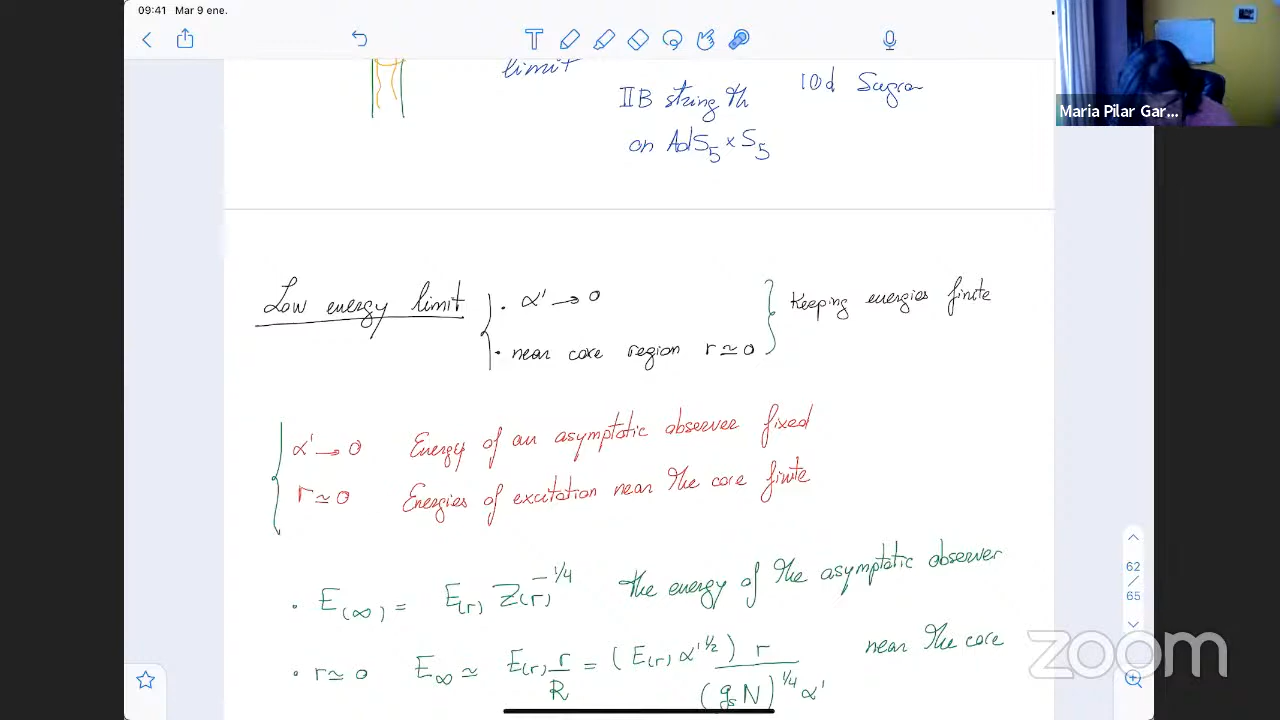 09:41 Mar 9 ene.
Maria Pilar Gar...
limit
10d Sugra
IIB string th
on AdS5 × S5
Low energy limit { · α' → 0 } Keeping energies finite
· near core region r ≃ 0
α' → 0 Energy of an asymptotic observer fixed
r ≃ 0 Energies of excitation near the core finite
· E(∞) = E(r) Z(r)^-1/4 the energy of the asymptotic observer
near the core
· r ≃ 0 E∞ ≃ E(r) r/R = (E(r) α'^1/2) r/((gs N)^1/4 α')
62
/
65
zoom